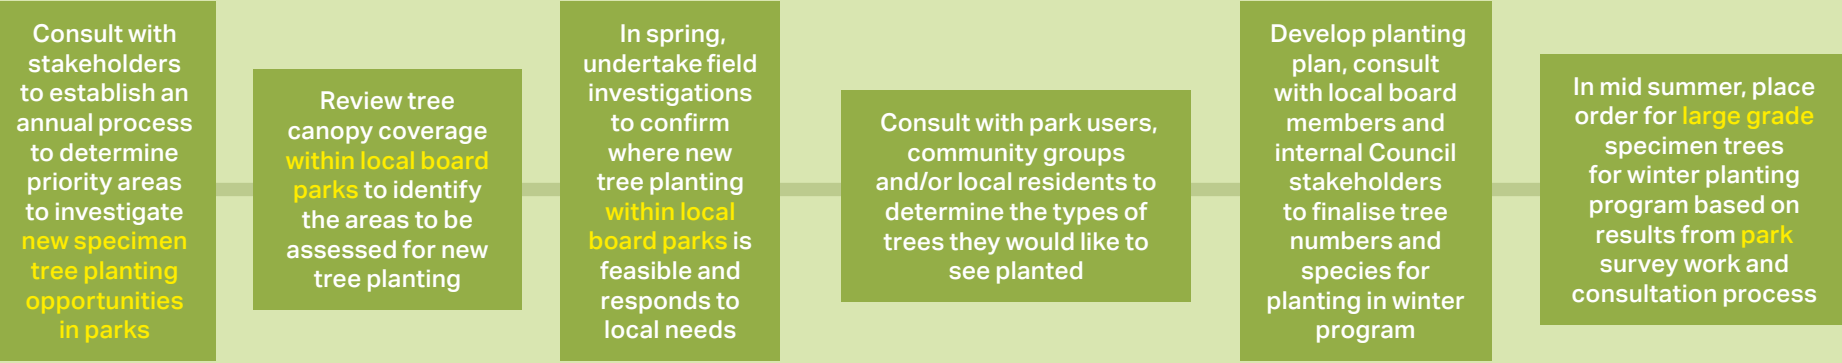 Consult with
stakeholders
to establish an
annual process
to determine
priority areas
to investigate
new specimen
tree planting
opportunities
in parks
Review tree
canopy coverage
within local board
parks to identify
the areas to be
assessed for new
tree planting
In spring,
undertake field
investigations
to confirm
where new
tree planting
within local
board parks is
feasible and
responds to
local needs
Consult with park users,
community groups
and/or local residents to
determine the types of
trees they would like to
see planted
Develop planting
plan, consult
with local board
members and
internal Council
stakeholders
to finalise tree
numbers and
species for
planting in winter
program
In mid summer, place
order for large grade
specimen trees
for winter planting
program based on
results from park
survey work and
consultation process